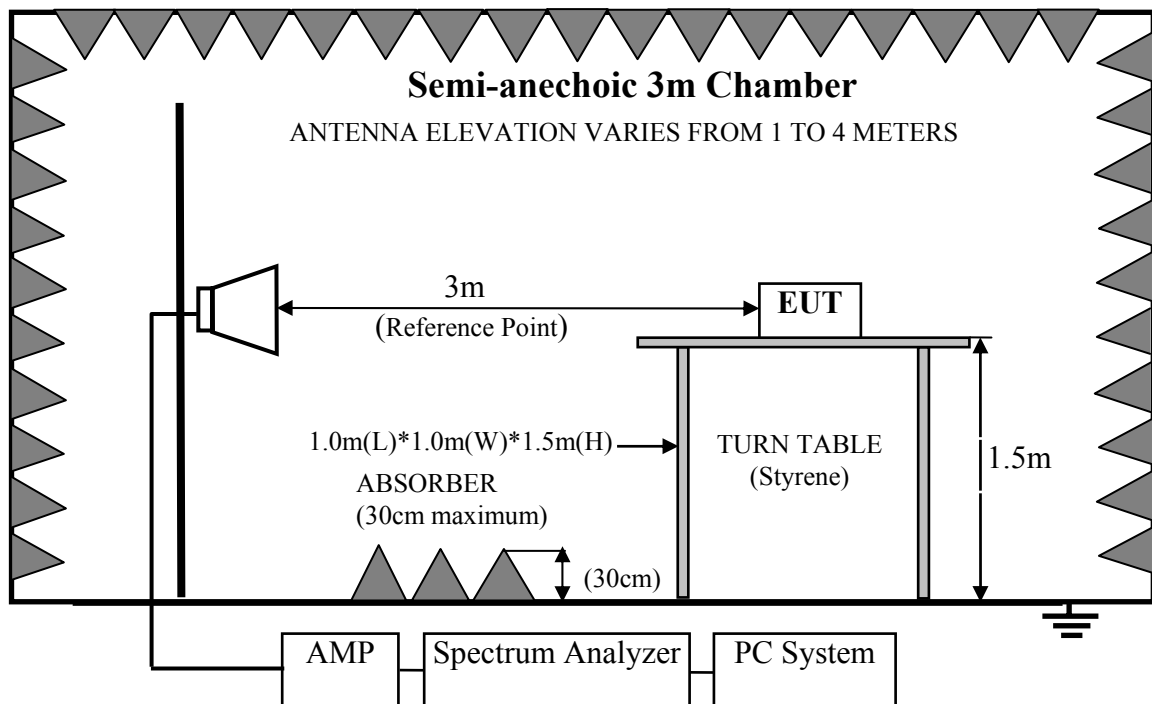 Semi-anechoic 3m Chamber
ANTENNA ELEVATION VARIES FROM 1 TO 4 METERS
3m
(Reference Point)
EUT
1.0m(L)*1.0m(W)*1.5m(H)
TURN TABLE
(Styrene)
1.5m
ABSORBER
(30cm maximum)
(30cm)
AMP
Spectrum Analyzer
PC System